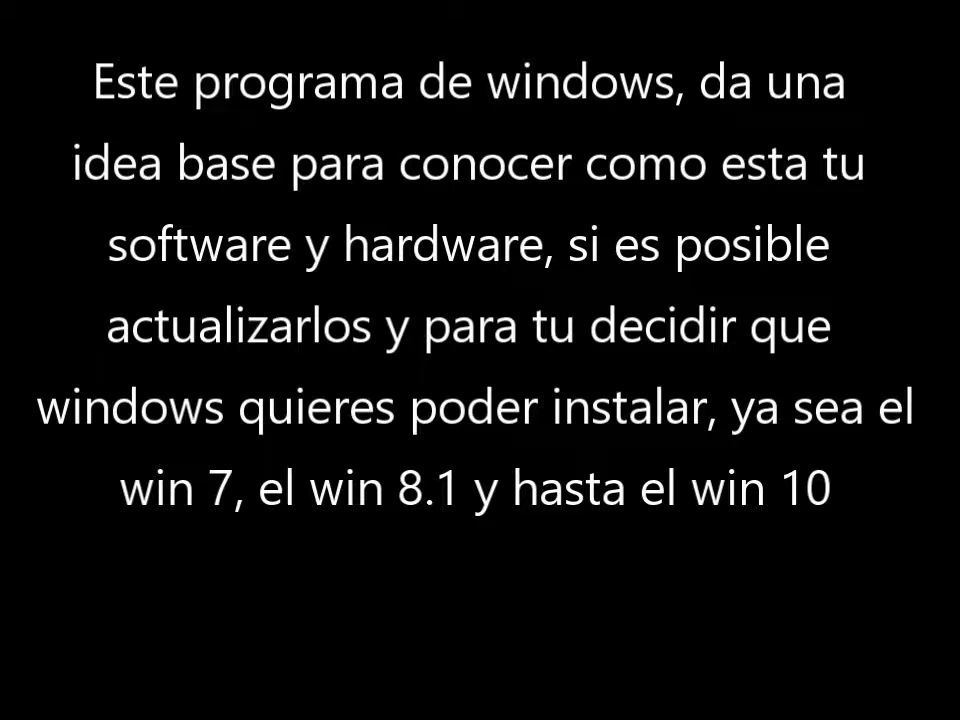 Este programa de windows, da una
idea base para conocer como esta tu
software y hardware, si es posible
actualizarlos y para tu decidir que
windows quieres poder instalar, ya sea el
win 7, el win 8.1 y hasta el win 10